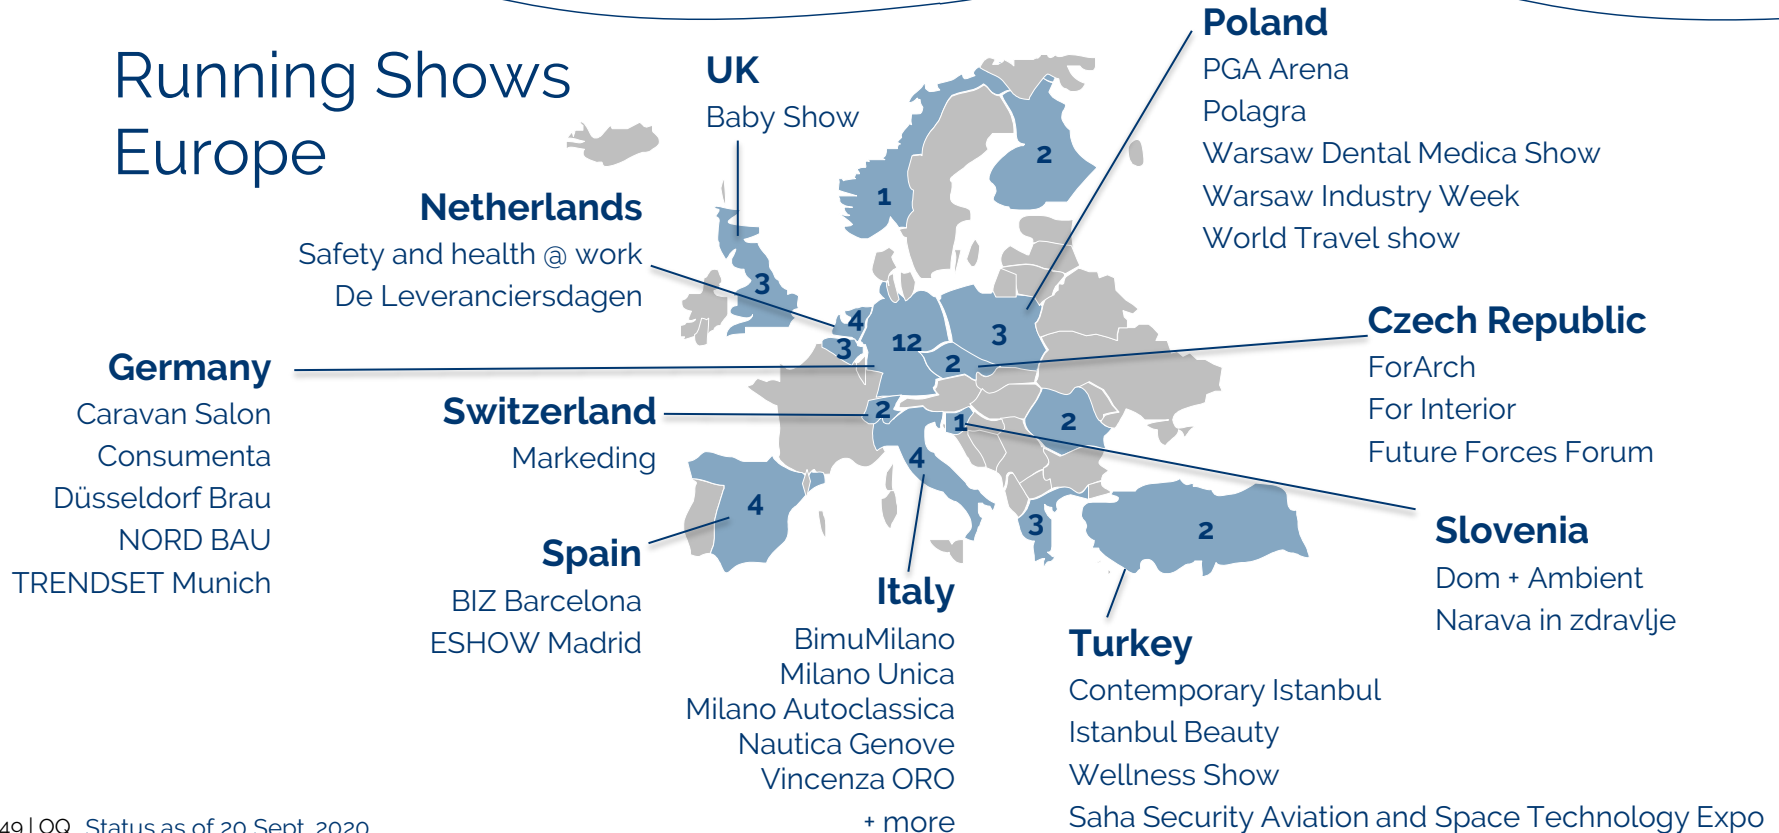 Running Shows
Europe
UK
Baby Show
Netherlands
Safety and health @ work
De Leveranciersdagen
Germany
Caravan Salon
Consumenta
Düsseldorf Brau
NORD BAU
TRENDSET Munich
Switzerland
Markeding
Spain
BIZ Barcelona
ESHOW Madrid
Italy
BimuMilano
Milano Unica
Milano Autoclassica
Nautica Genove
Vincenza ORO
+ more
Poland
PGA Arena
Polagra
Warsaw Dental Medica Show
Warsaw Industry Week
World Travel show
Czech Republic
ForArch
For Interior
Future Forces Forum
Slovenia
Dom + Ambient
Narava in zdravlje
Turkey
Contemporary Istanbul
Istanbul Beauty
Wellness Show
Saha Security Aviation and Space Technology Expo
2
1
3
4
3
12
3
2
2
1
2
4
4
3
2
49 | OQ Status as of 20 Sept. 2020